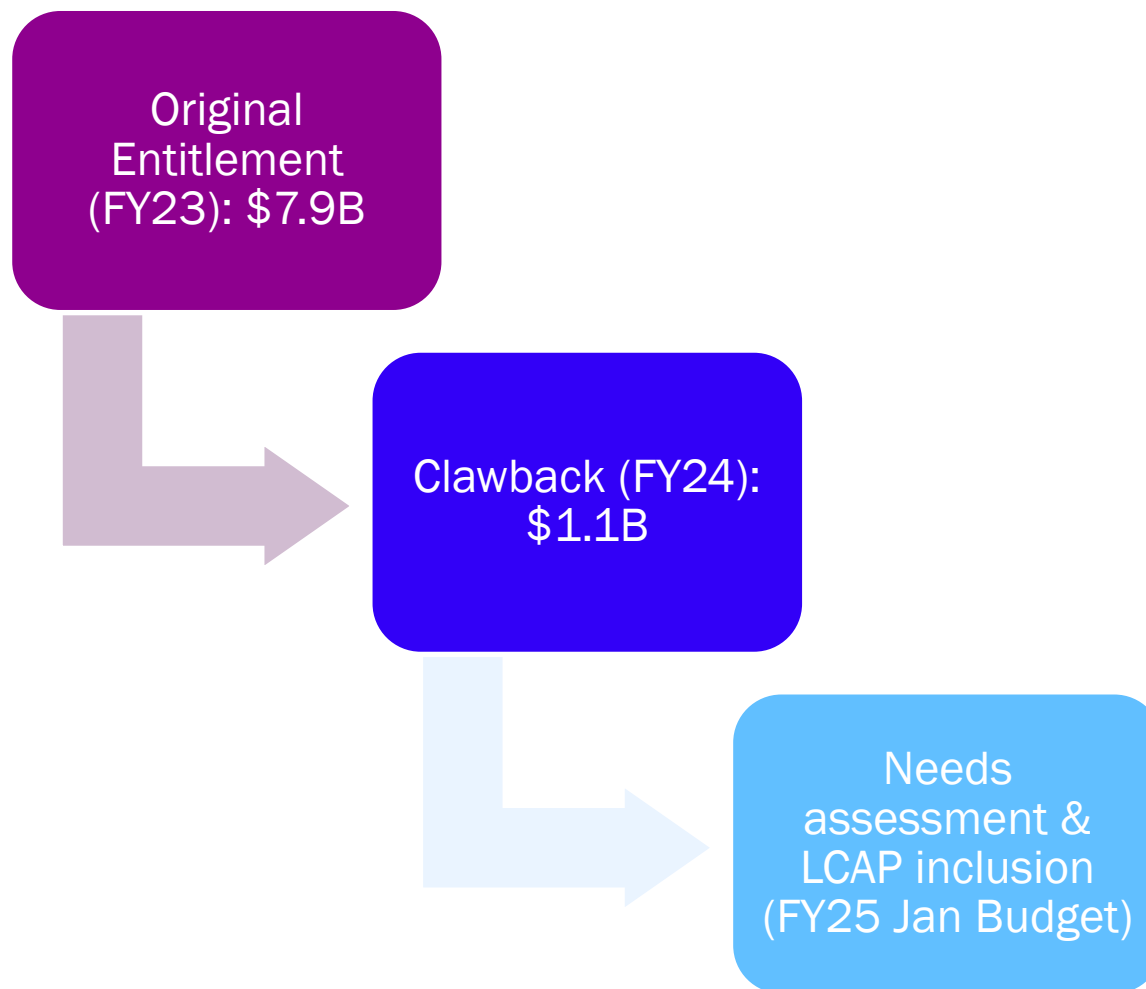 Original
Entitlement
(FY23): $7.9B
Clawback (FY24):
$1.1B
Needs
assessment &
LCAP inclusion
(FY25 Jan Budget)